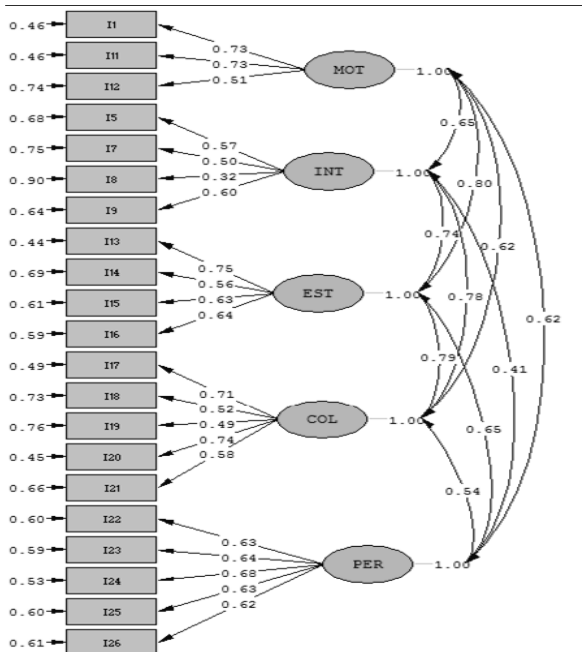 0.46 I1
0.73
0.46 I11
0.73
MOT 1.00
0.74 I12
0.51
0.68 I5
0.65
0.57
0.75 I7
0.50
INT 1.00
0.90 I8
0.32
0.80
0.64 I9
0.60
0.44 I13
0.74
0.62
0.75
0.69 I14
0.56
EST 1.00
0.78
0.61 I15
0.63
0.62
0.59 I16
0.64
0.49 I17
0.79
0.41
0.71
0.73 I18
0.52
COL 1.00
0.76 I19
0.49
0.65
0.45 I20
0.74
0.66 I21
0.58
0.54
0.60 I22
0.63
0.59 I23
0.64
PER 1.00
0.53 I24
0.68
0.60 I25
0.63
0.61 I26
0.62